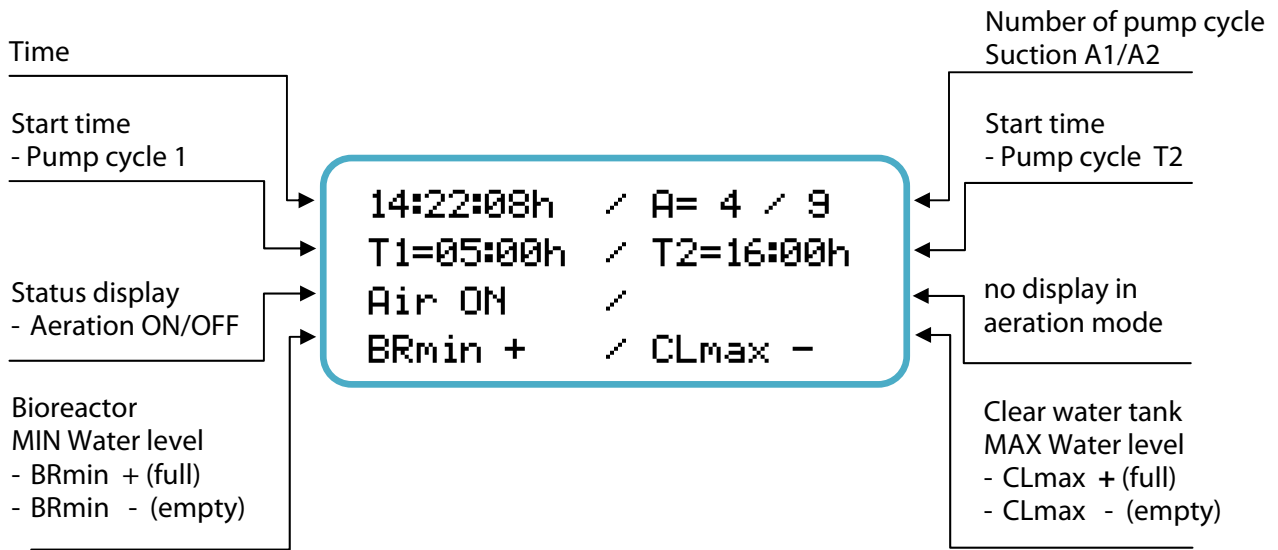 Time
Start time
- Pump cycle 1
Status display
- Aeration ON/OFF
Bioreactor
MIN Water level
- BRmin + (full)
- BRmin - (empty)
14:22:08h / A= 4 / 9
T1=05:00h / T2=16:00h
Air ON /
BRmin + / CLmax -
Number of pump cycle
Suction A1/A2
Start time
- Pump cycle T2
no display in
aeration mode
Clear water tank
MAX Water level
- CLmax + (full)
- CLmax - (empty)